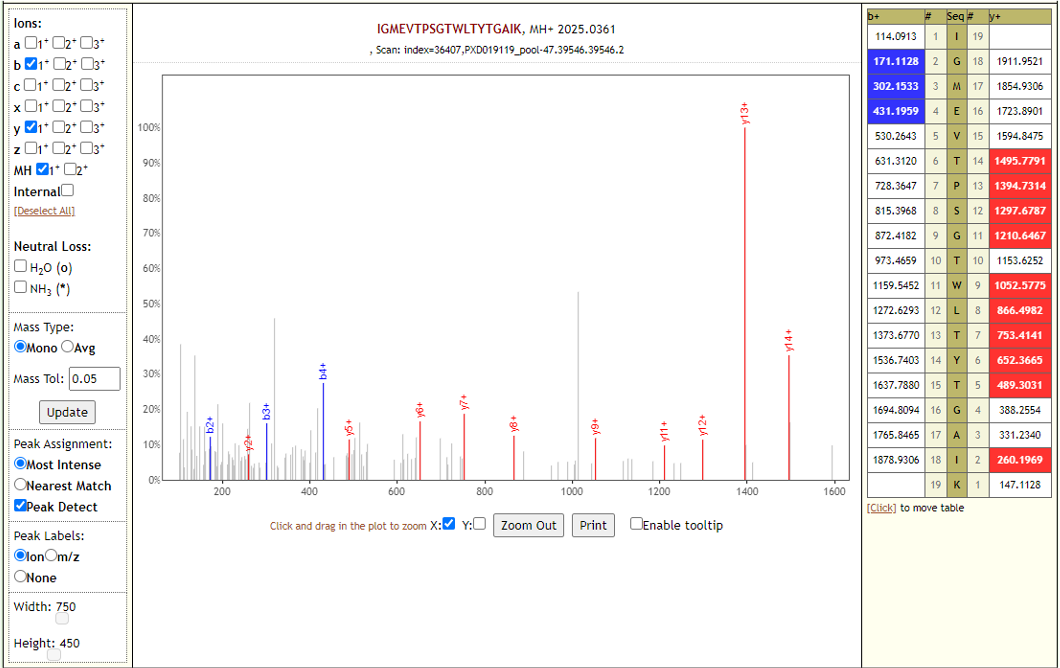 Ions:
a 1+ 2+ 3+
b 1+ 2+ 3+
c 1+ 2+ 3+
x 1+ 2+ 3+
y 1+ 2+ 3+
z 1+ 2+ 3+
MH 1+ 2+
Internal
[Deselect All]
Neutral Loss:
H2O (o)
NH3 (*)
Mass Type:
Mono Avg
Mass Tol: 0.05
Update
Peak Assignment:
Most Intense
Nearest Match
Peak Detect
Peak Labels:
Ion m/z
None
Width: 750
Height: 450
IGMEVTPSGTWLTYTGAIK, MH+ 2025.0361
, Scan: index=36407,PXD019119_pool-47.39546.39546.2
100%
90%
80%
70%
60%
50%
40%
30%
20%
10%
0%
b2+
y2+
b3+
b4+
y5+
y6+
y7+
y8+
y9+
y11+
y12+
y13+
y14+
200 400 600 800 1000 1200 1400 1600
Click and drag in the plot to zoom X: Y: Zoom Out Print Enable tooltip
b+ # Seq # y+
114.0913 1 I 19
171.1128 2 G 18 1911.9521
302.1533 3 M 17 1854.9306
431.1959 4 E 16 1723.8901
530.2643 5 V 15 1594.8475
631.3120 6 T 14 1495.7791
728.3647 7 P 13 1394.7314
815.3968 8 S 12 1297.6787
872.4182 9 G 11 1210.6467
973.4659 10 T 10 1153.6252
1159.5452 11 W 9 1052.5775
1272.6293 12 L 8 866.4982
1373.6770 13 T 7 753.4141
1536.7403 14 Y 6 652.3665
1637.7880 15 T 5 489.3031
1694.8094 16 G 4 388.2554
1765.8465 17 A 3 331.2340
1878.9306 18 I 2 260.1969
19 K 1 147.1128
[Click] to move table